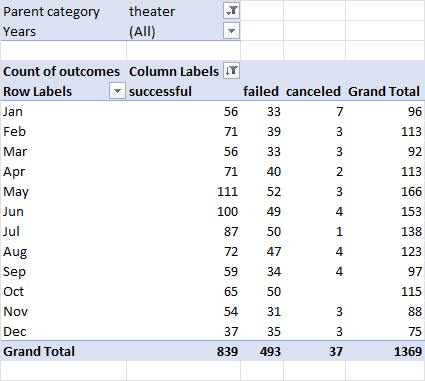 Parent category theater
Years (All)
Count of outcomes Column Labels
Row Labels successful failed canceled Grand Total
Jan 56 33 7 96
Feb 71 39 3 113
Mar 56 33 3 92
Apr 71 40 2 113
May 111 52 3 166
Jun 100 49 4 153
Jul 87 50 1 138
Aug 72 47 4 123
Sep 59 34 4 97
Oct 65 50 115
Nov 54 31 3 88
Dec 37 35 3 75
Grand Total 839 493 37 1369